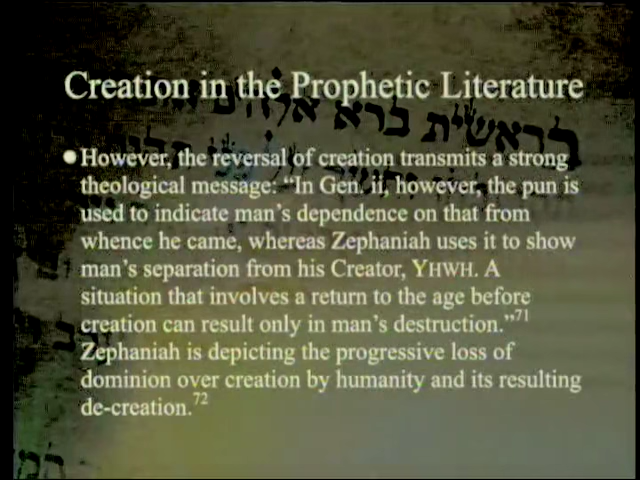 Creation in the Prophetic Literature
בראשית ברא אלהים
• However, the reversal of creation transmits a strong
theological message: “In Gen. ii, however, the pun is
used to indicate man’s dependence on that from
whence he came, whereas Zephaniah uses it to show
man’s separation from his Creator, YHWH. A
situation that involves a return to the age before
creation can result only in man’s destruction.”71
Zephaniah is depicting the progressive loss of
dominion over creation by humanity and its resulting
de-creation.72